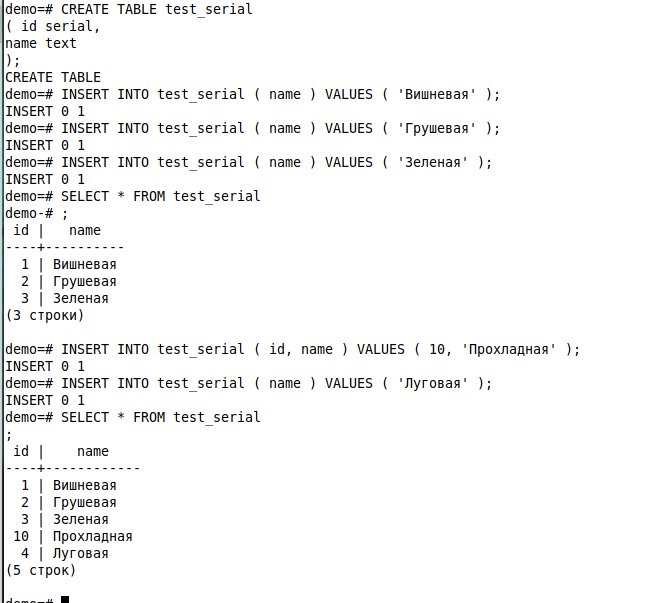 demo=# CREATE TABLE test_serial
( id serial,
name text
);
CREATE TABLE
demo=# INSERT INTO test_serial ( name ) VALUES ( 'Вишневая' );
INSERT 0 1
demo=# INSERT INTO test_serial ( name ) VALUES ( 'Грушевая' );
INSERT 0 1
demo=# INSERT INTO test_serial ( name ) VALUES ( 'Зеленая' );
INSERT 0 1
demo=# SELECT * FROM test_serial
demo-# ;
 id |   name
----+----------
  1 | Вишневая
  2 | Грушевая
  3 | Зеленая
(3 строки)

demo=# INSERT INTO test_serial ( id, name ) VALUES ( 10, 'Прохладная' );
INSERT 0 1
demo=# INSERT INTO test_serial ( name ) VALUES ( 'Луговая' );
INSERT 0 1
demo=# SELECT * FROM test_serial
;
 id |    name
----+------------
  1 | Вишневая
  2 | Грушевая
  3 | Зеленая
 10 | Прохладная
  4 | Луговая
(5 строк)

demo=#